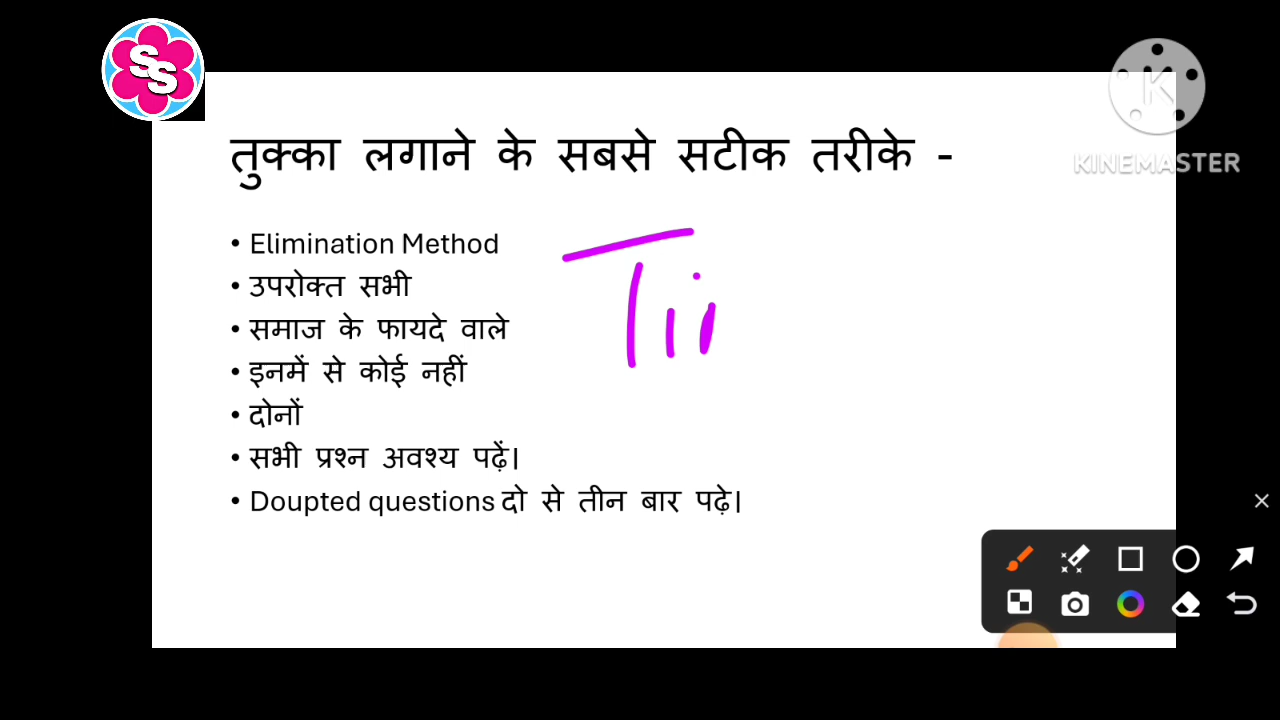 SS
K
KINEMASTER
तुक्का लगाने के सबसे सटीक तरीके -
• Elimination Method
• उपरोक्त सभी
• समाज के फायदे वाले
• इनमें से कोई नहीं
• दोनों
• सभी प्रश्न अवश्य पढ़ें।
• Doupted questions दो से तीन बार पढ़े।